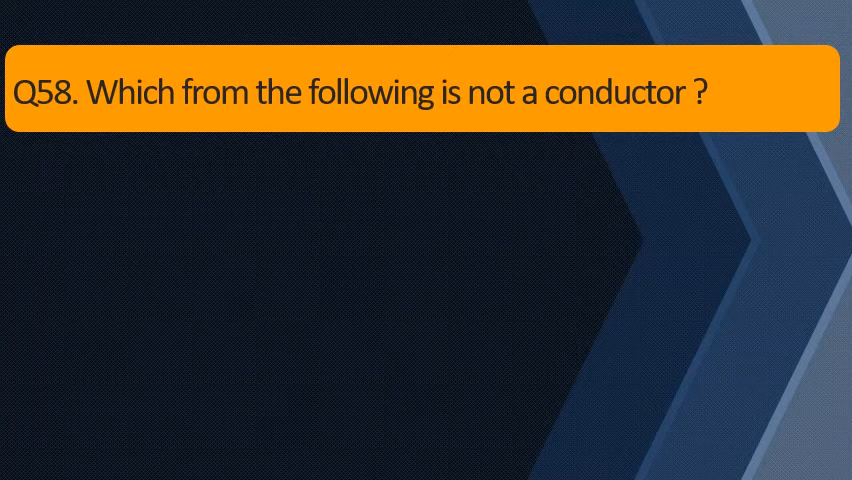 Q58. Which from the following is not a conductor ?